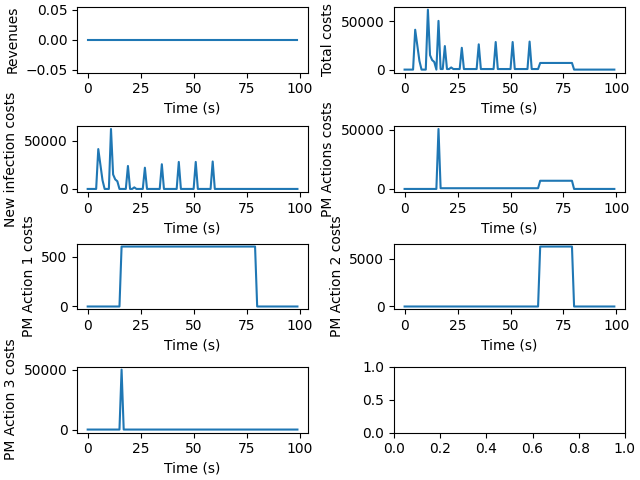 Revenues
0.05
0.00
−0.05
0 25 50 75 100
Time (s)
Total costs
50000
0
0 25 50 75 100
Time (s)
New infection costs
50000
0
0 25 50 75 100
Time (s)
PM Actions costs
50000
0
0 25 50 75 100
Time (s)
PM Action 1 costs
500
0
0 25 50 75 100
Time (s)
PM Action 2 costs
5000
0
0 25 50 75 100
Time (s)
PM Action 3 costs
50000
0
0 25 50 75 100
Time (s)
1.0
0.5
0.0
0.0 0.2 0.4 0.6 0.8 1.0